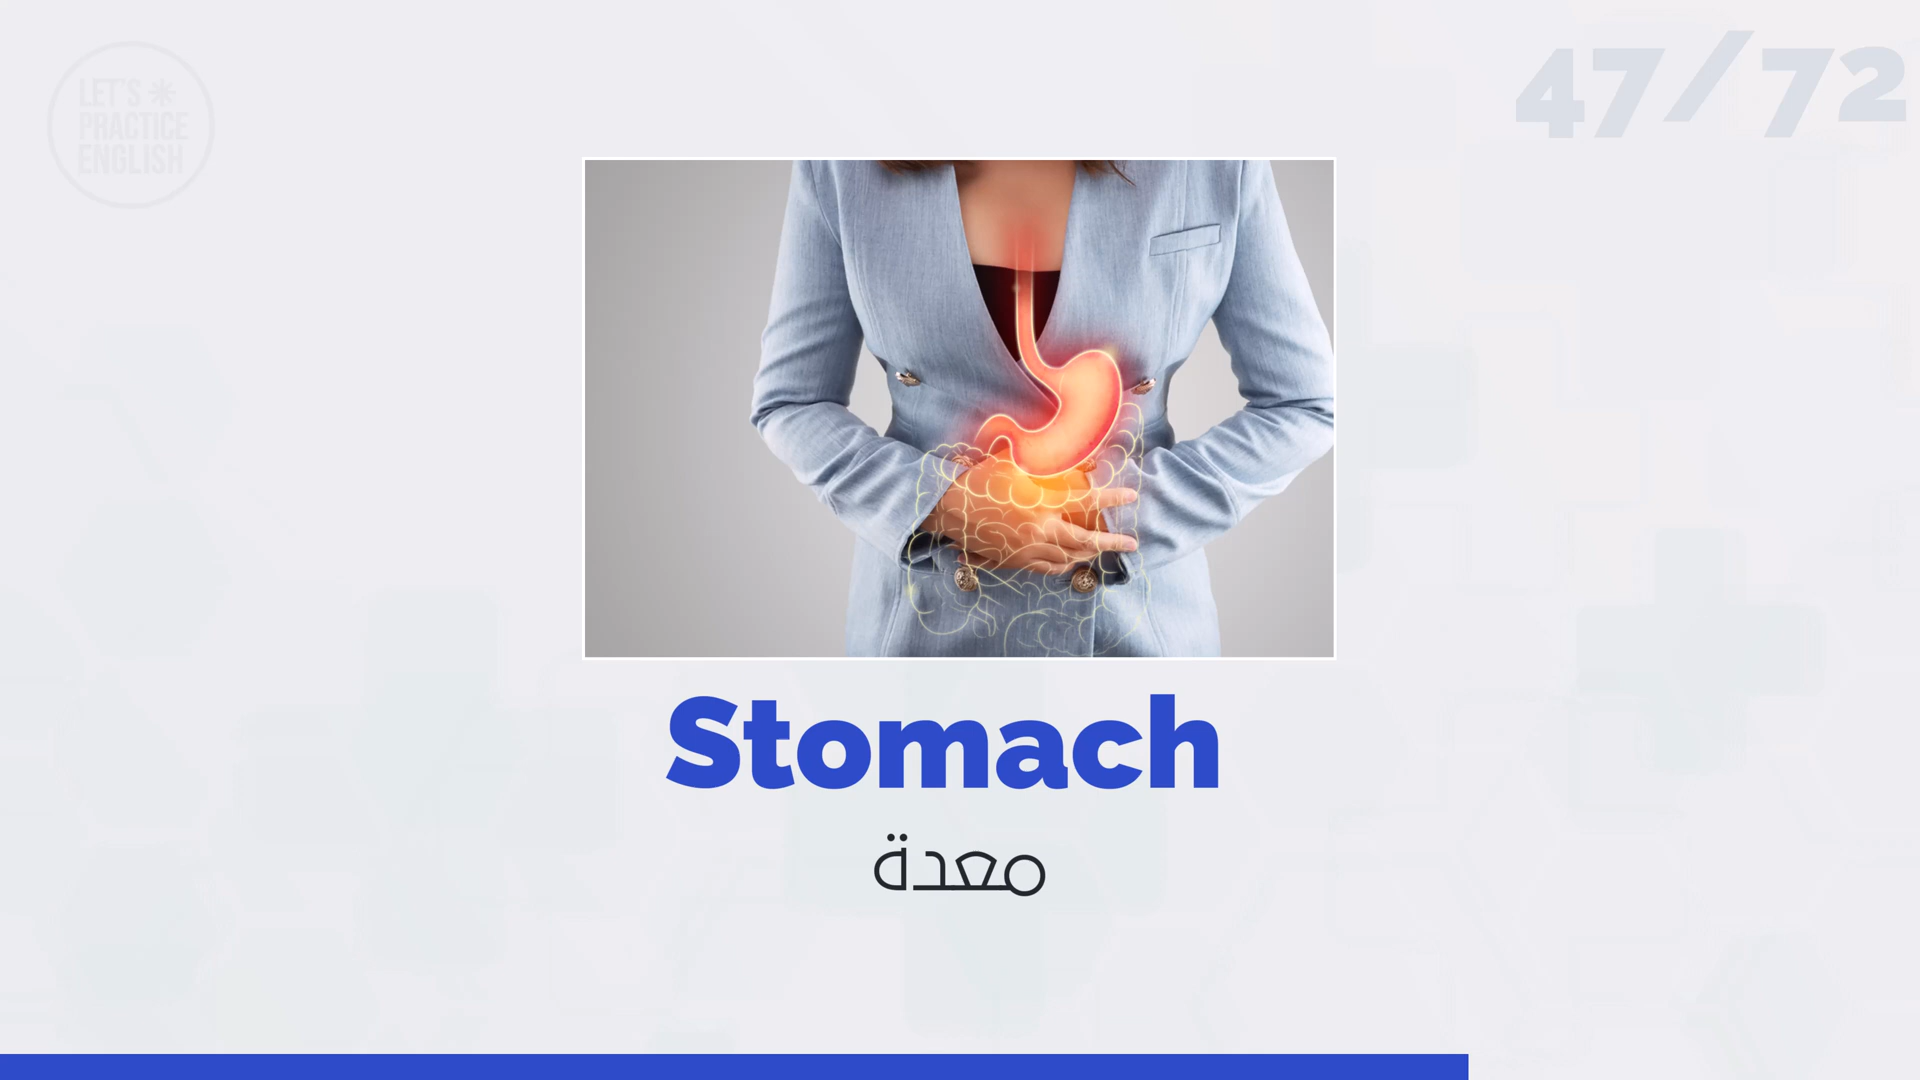 LET'S
PRACTICE
ENGLISH
47/72
Stomach
معدة